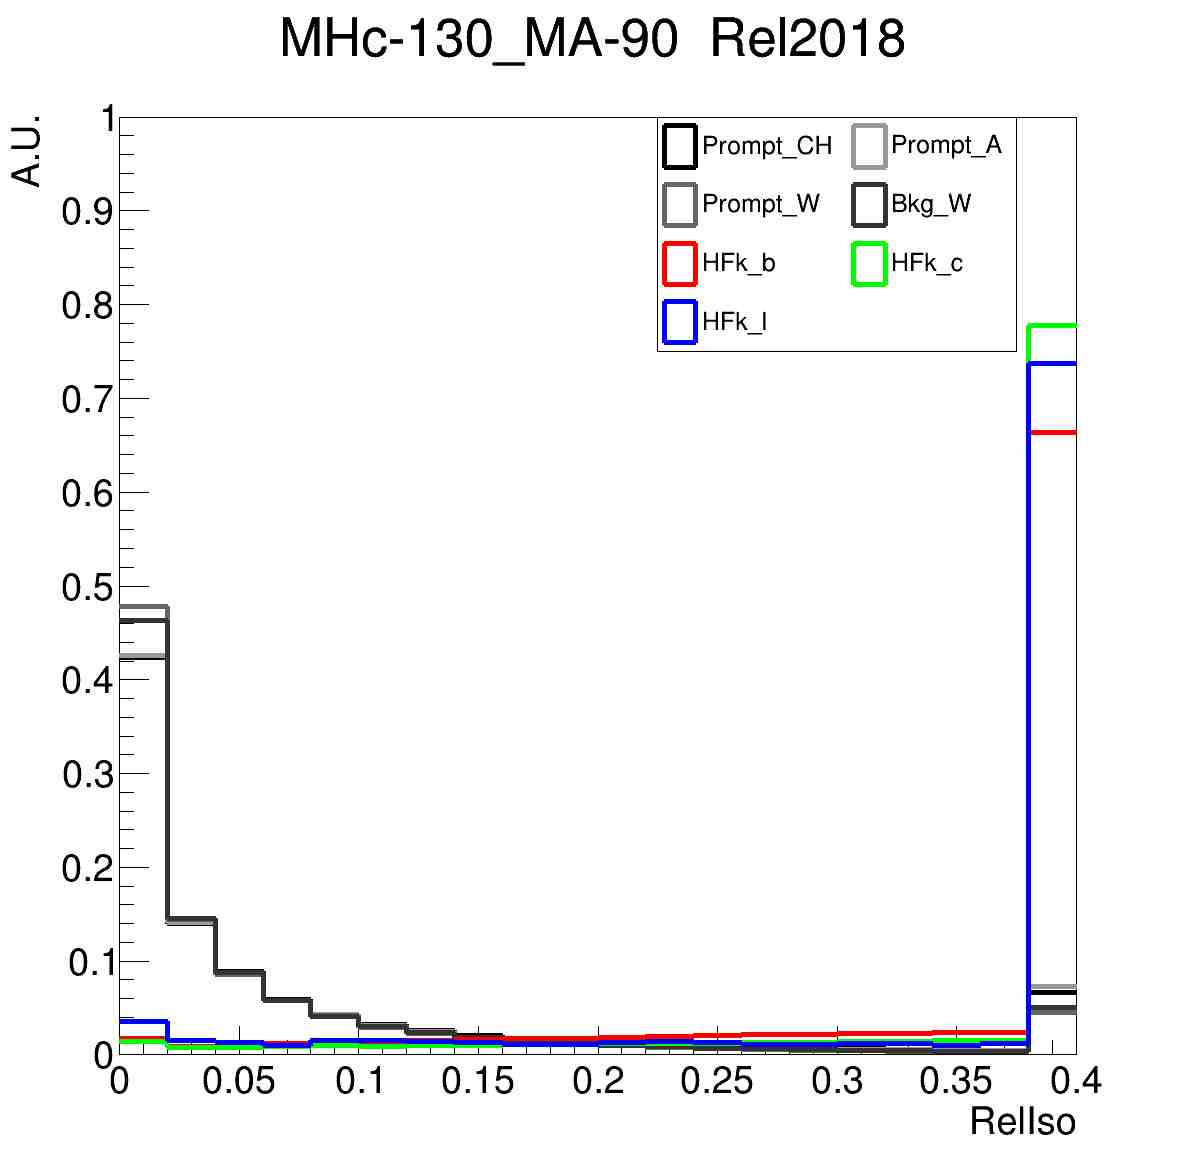 MHc-130_MA-90 Rel2018
A.U.
1
0.9
0.8
0.7
0.6
0.5
0.4
0.3
0.2
0.1
0
Prompt_CH Prompt_A
Prompt_W Bkg_W
HFk_b HFk_c
HFk_l
0 0.05 0.1 0.15 0.2 0.25 0.3 0.35 0.4
RelIso